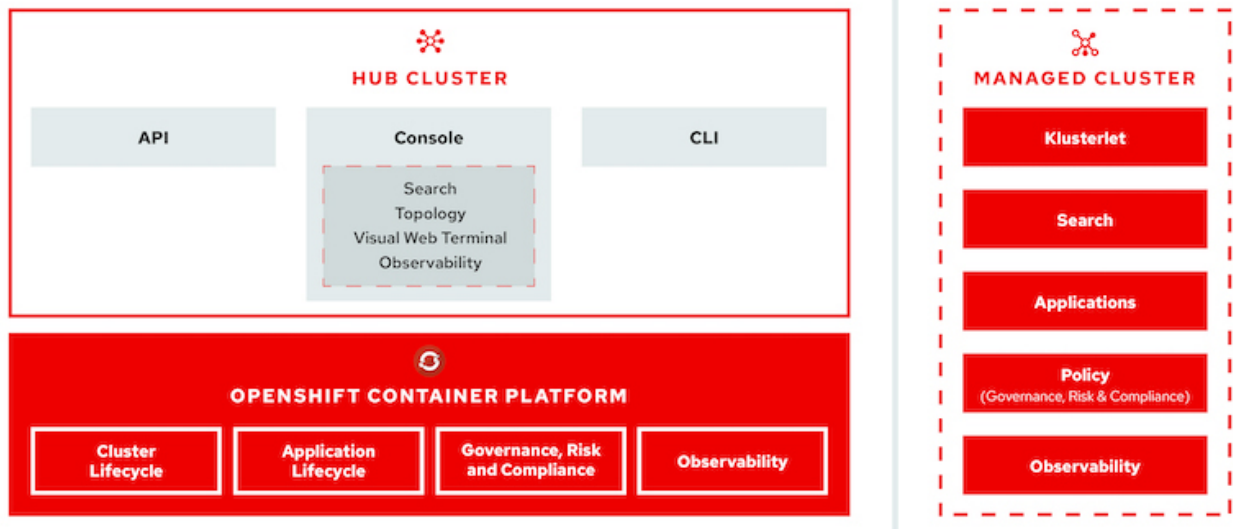 HUB CLUSTER
API
Console
Search
Topology
Visual Web Terminal
Observability
CLI
OPENSHIFT CONTAINER PLATFORM
Cluster
Lifecycle
Application
Lifecycle
Governance, Risk
and Compliance
Observability
MANAGED CLUSTER
Klusterlet
Search
Applications
Policy
(Governance, Risk & Compliance)
Observability